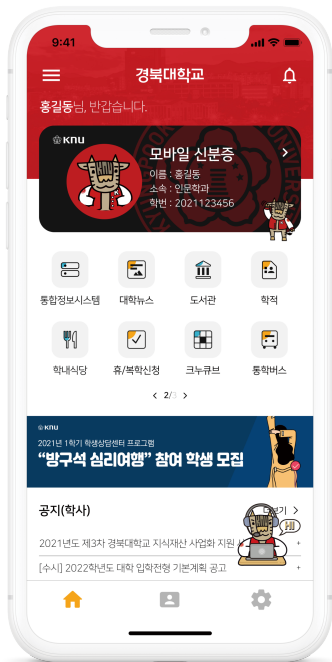 9:41
경북대학교
홍길동님, 반갑습니다.
KNU
모바일 신분증
이름 : 홍길동
소속 : 인문학과
학번 : 2021123456
통합정보시스템 대학뉴스 도서관 학적
학내식당 휴/복학신청 크누큐브 통학버스
< 2/3 >
KNU
2021년 1학기 학생상담센터 프로그램
“방구석 심리여행” 참여 학생 모집
공지(학사)
더보기 >
HI
2021년도 제3차 경북대학교 지식재산 사업화 지원
[수시] 2022학년도 대학 입학전형 기본계획 공고